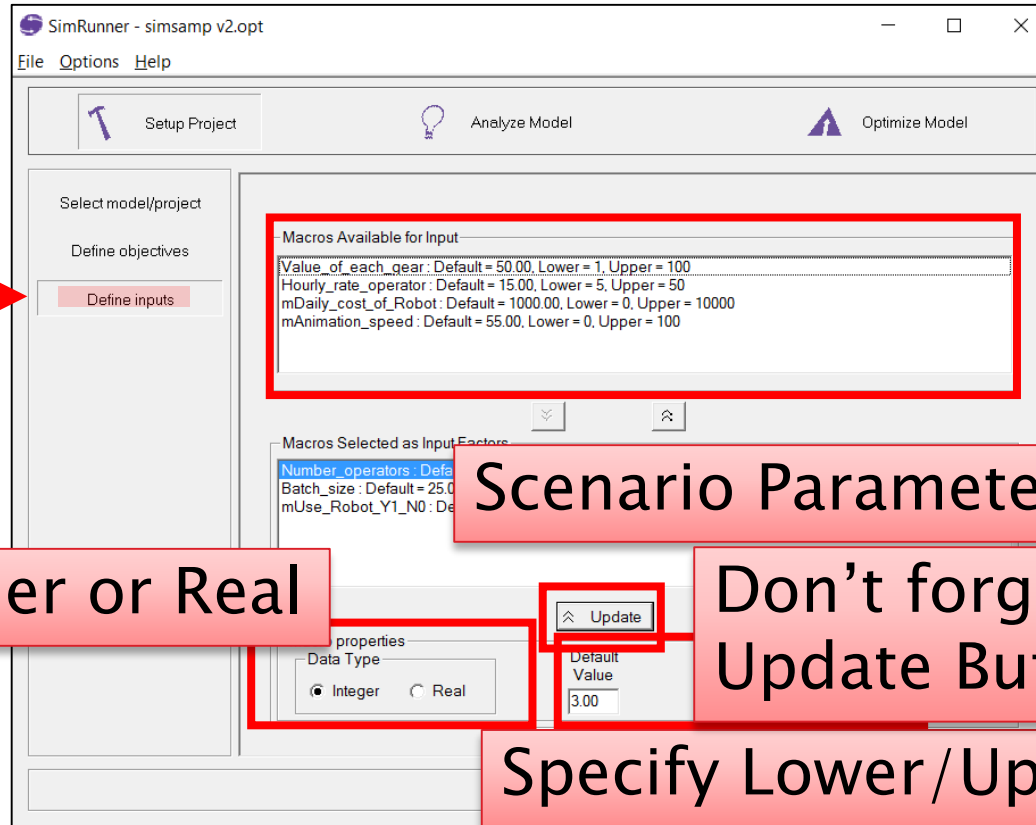 SimRunner - simsamp v2.opt
File Options Help
Setup Project
Analyze Model
Optimize Model
Select model/project
Define objectives
Define inputs
Macros Available for Input
Value_of_each_gear : Default = 50.00, Lower = 1, Upper = 100
Hourly_rate_operator : Default = 15.00, Lower = 5, Upper = 50
mDaily_cost_of_Robot : Default = 1000.00, Lower = 0, Upper = 10000
mAnimation_speed : Default = 55.00, Lower = 0, Upper = 100
Macros Selected as Input Factors
Number_operators : Defa
Batch_size : Default = 25.0
mUse_Robot_Y1_N0 : De
Scenario Paramete
er or Real
Don't forg
Update Bu
Update
properties
Data Type
Integer Real
Default
Value
3.00
Specify Lower/Up